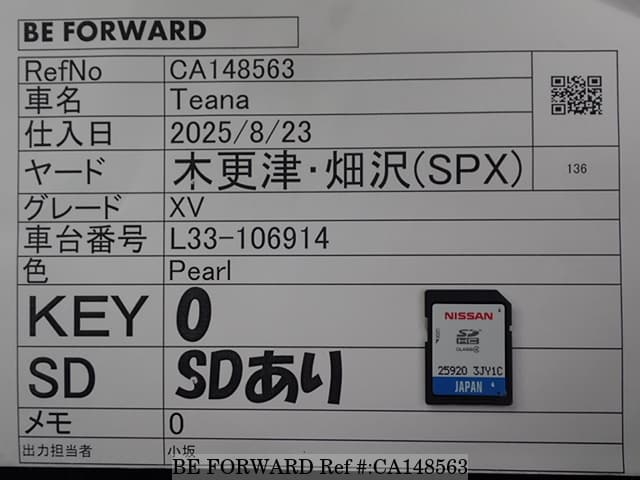 BE FORWARD
RefNo CA148563
車名 Teana
仕入日 2025/8/23
ヤード 木更津・畑沢(SPX) 136
グレード XV
車台番号 L33-106914
色 Pearl
KEY 0
SD SDあり
NISSAN
SD
HC
CLASS④
25920 3JY1C
JAPAN
メモ 0
出力担当者 小坂
BE FORWARD Ref #:CA148563